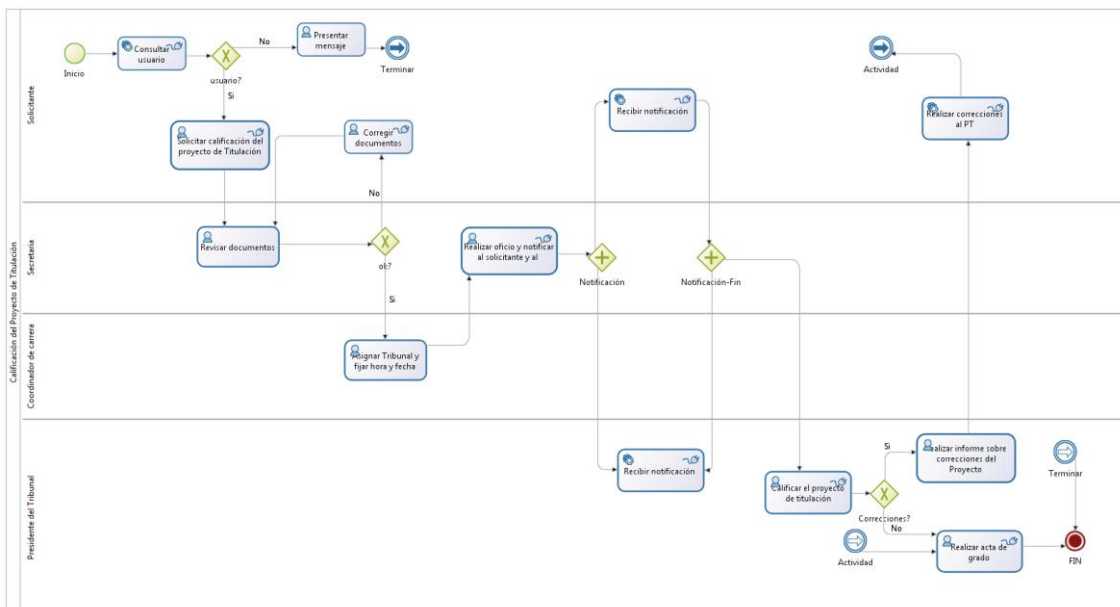 Calificación del Proyecto de Titulación
Solicitante
Inicio
Consultar
usuario
usuario?
No
Presentar
mensaje
Terminar
Si
Solicitar calificación del
proyecto de Titulación
Corregir
documentos
No
Recibir notificación
Actividad
Realizar correcciones
al PT
Secretaria
Revisar documentos
ok?
Si
Realizar oficio y notificar
al solicitante y al
Notificación
Notificación-Fin
Coordinador de carrera
Asignar Tribunal y
fijar hora y fecha
Presidente del Tribunal
Recibir notificación
Calificar el proyecto
de titulación
Correcciones?
Si
Realizar informe sobre
correcciones del
Proyecto
No
Actividad
Realizar acta de
grado
Terminar
FIN